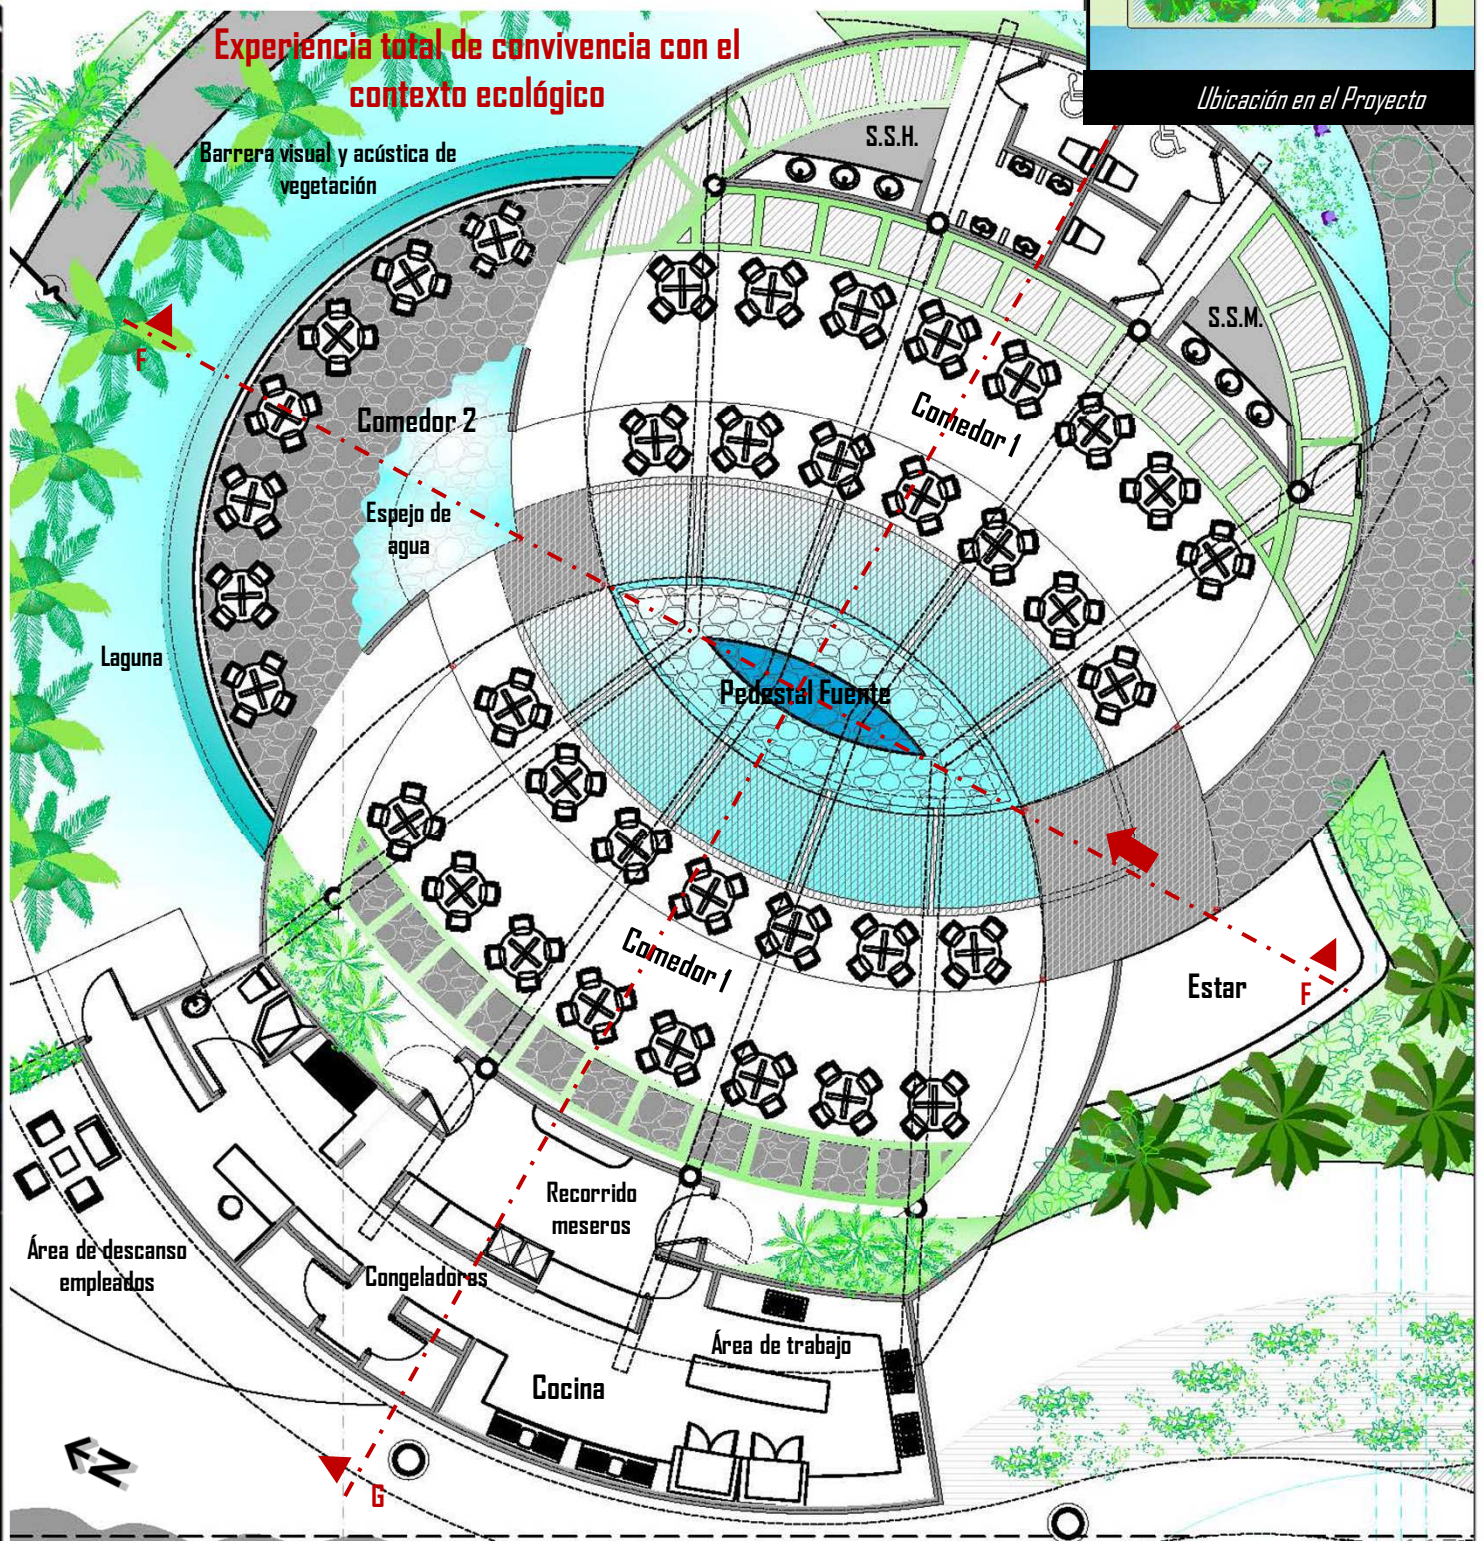 Experiencia total de convivencia con el
contexto ecológico
Ubicación en el Proyecto
Barrera visual y acústica de
vegetación
S.S.H.
S.S.M.
F
Comedor 2
Comedor 1
Espejo de
agua
Laguna
Pedestal Fuente
Comedor 1
Estar
F
Recorrido
meseros
Área de descanso
empleados
Congeladores
Área de trabajo
Cocina
N
G